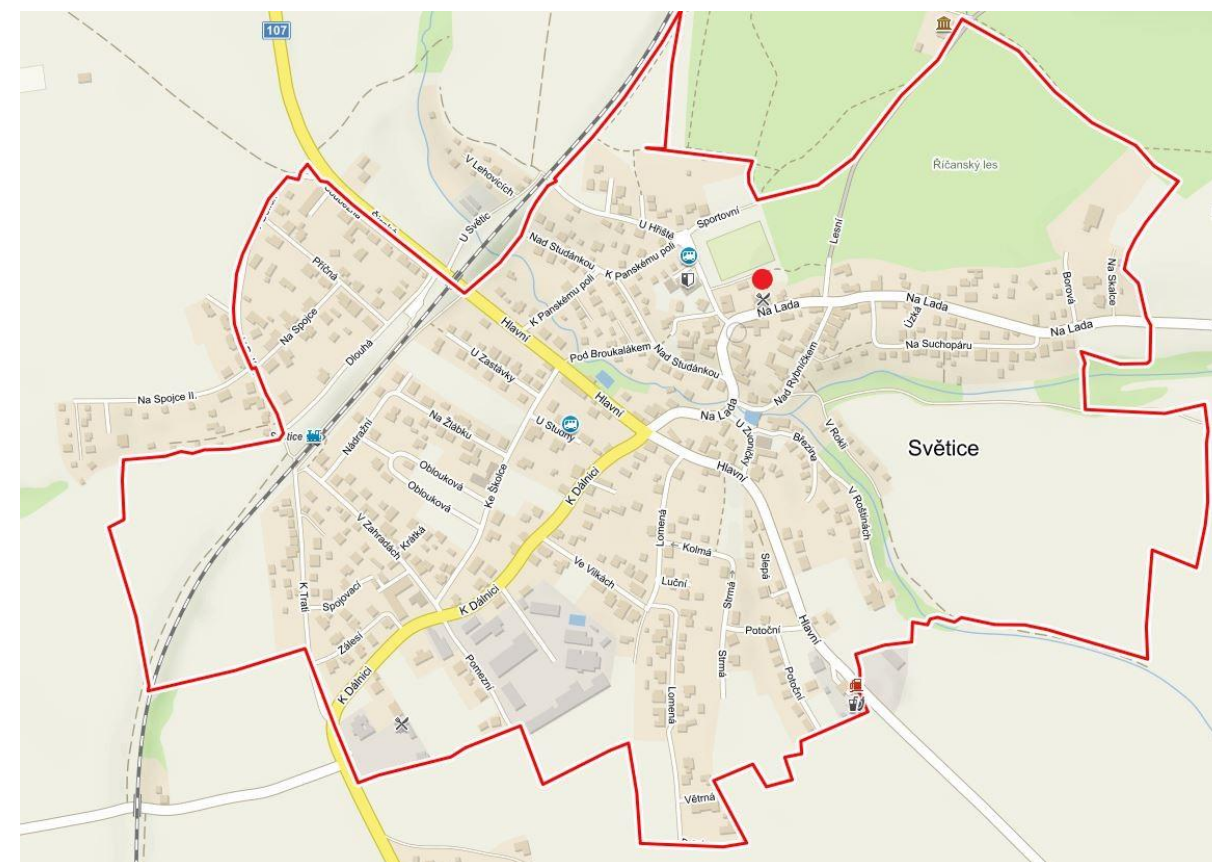 107
V Lehovicích
Říčanský les
U Světic
Sportovní
U Hřiště
Lesní
Nad Studánkou
K Panskému poli
Příčná
Borová
Na Skalce
K Panskému poli
Na Lada
Na Lada
Úzká
Na Spojce
Hlavní
Na Lada
Dlouhá
U Zastávky
Pod Broukalákem
Nad Studánkou
Na Suchopáru
Nad Rybníčkem
Na Spojce II.
Hlavní
Na Lada
Na Žlábku
U Studny
U Zvoničky
Březina
V Rokli
Nádražní
Světice
Hlavní
Oblouková
Ke Školce
K Dálnici
Oblouková
V Roštinách
V Zahradách
Krátká
Lomená
Kolmá
Slepá
Ve Vilkách
Luční
K Trati
Spojovací
K Dálnici
Strmá
Hlavní
Potoční
Zálesí
Pomezní
Strmá
Potoční
K Dálnici
Lomená
Větrná